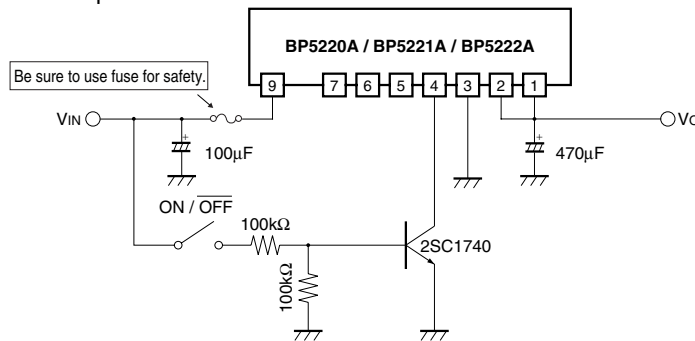 BP5220A / BP5221A / BP5222A
Be sure to use fuse for safety.
9 7 6 5 4 3 2 1
VIN
+
100μF
+
470μF
ON / OFF
100kΩ
2SC1740
100kΩ